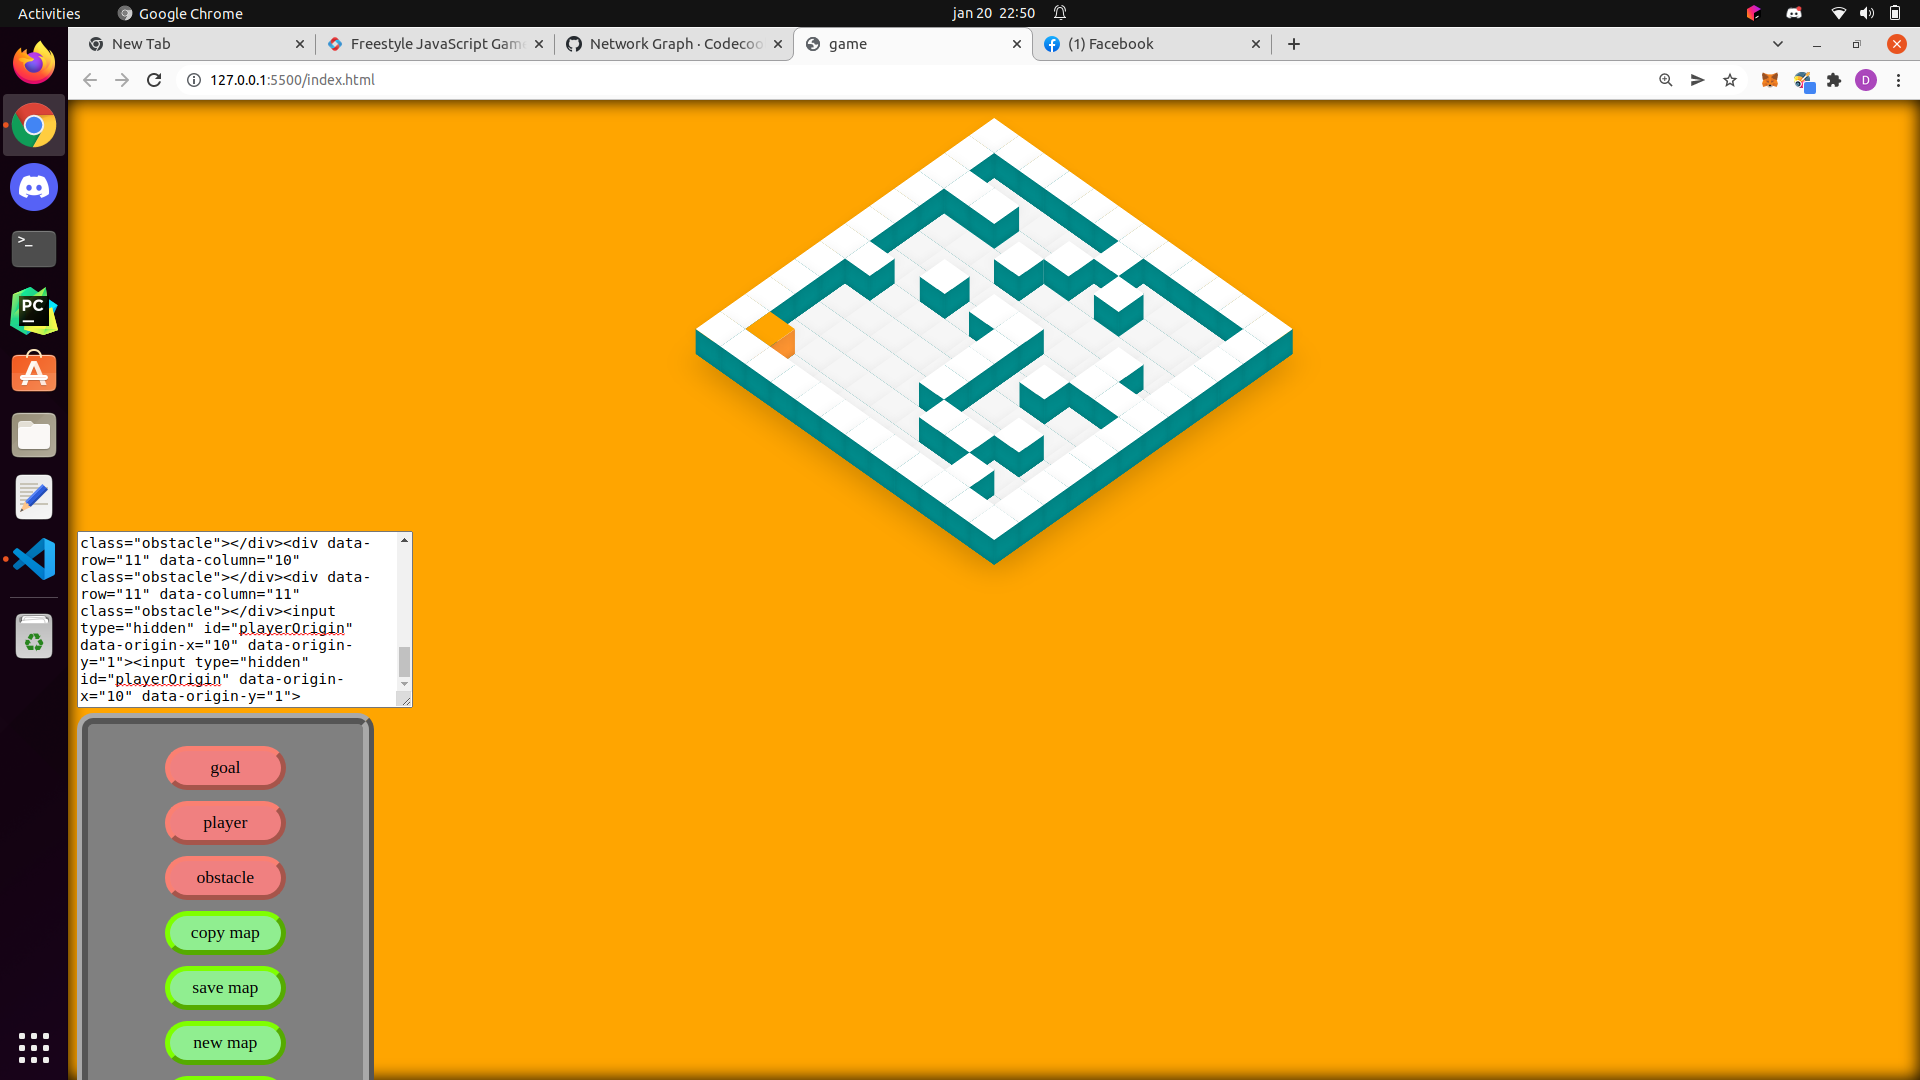 Activities
Google Chrome
jan 20 22:50
New Tab
Freestyle JavaScript Gam
Network Graph · Codecoo
game
(1) Facebook
127.0.0.1:5500/index.html
D
>_
PC
class="obstacle"></div><div data-
row="11" data-column="10"
class="obstacle"></div><div data-
row="11" data-column="11"
class="obstacle"></div><input
type="hidden" id="playerOrigin"
data-origin-x="10" data-origin-
y="1"><input type="hidden"
id="playerOrigin" data-origin-
x="10" data-origin-y="1">
goal
player
obstacle
copy map
save map
new map